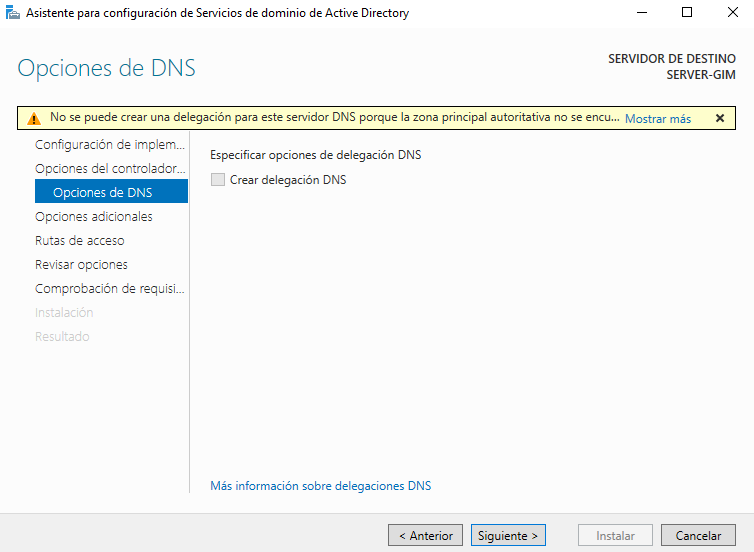 Asistente para configuración de Servicios de dominio de Active Directory
Opciones de DNS
SERVIDOR DE DESTINO
SERVER-GIM
No se puede crear una delegación para este servidor DNS porque la zona principal autoritativa no se encu... Mostrar más
Configuración de implem...
Opciones del controlador...
Opciones de DNS
Opciones adicionales
Rutas de acceso
Revisar opciones
Comprobación de requisi...
Instalación
Resultado
Especificar opciones de delegación DNS
Crear delegación DNS
Más información sobre delegaciones DNS
< Anterior
Siguiente >
Instalar
Cancelar